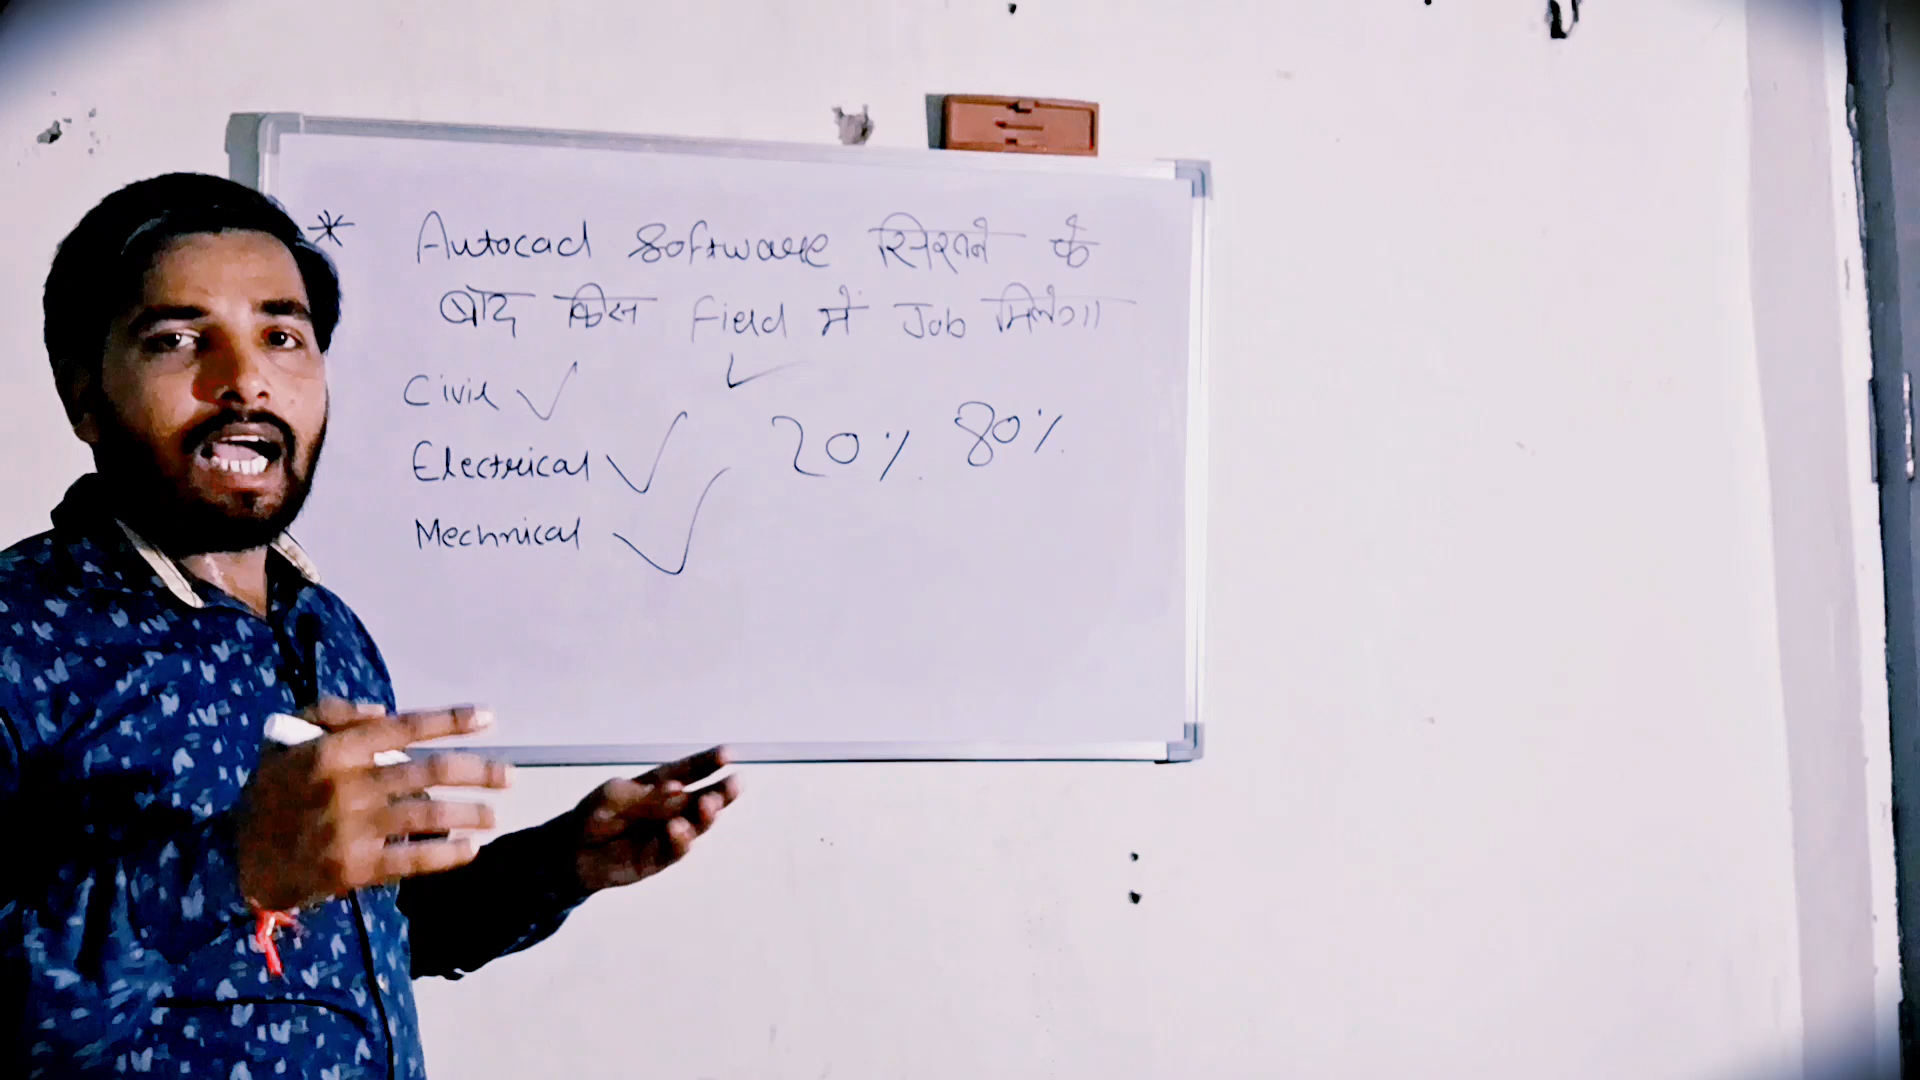 * Autocad Software सिखने के
बाद किस Field में Job मिलेगा
Civil ✓
Electrical ✓ 20% 80%
Mechnical ✓